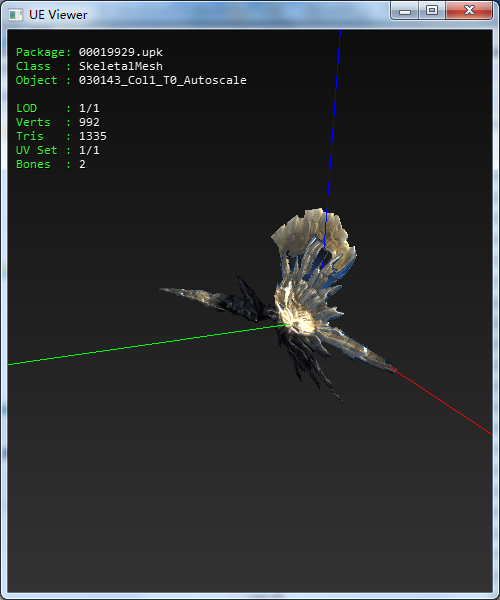 UE Viewer
Package: 00019929.upk
Class : SkeletalMesh
Object : 030143_Col1_T0_Autoscale
LOD : 1/1
Verts : 992
Tris : 1335
UV Set : 1/1
Bones : 2